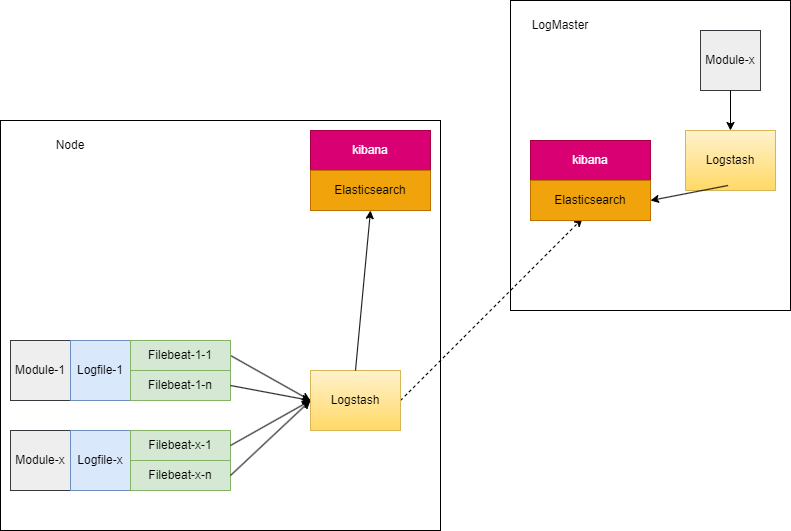 LogMaster
Module-x
kibana
Logstash
Elasticsearch
Node
kibana
Elasticsearch
Module-1
Logfile-1
Filebeat-1-1
Filebeat-1-n
Logstash
Module-x
Logfile-x
Filebeat-x-1
Filebeat-x-n